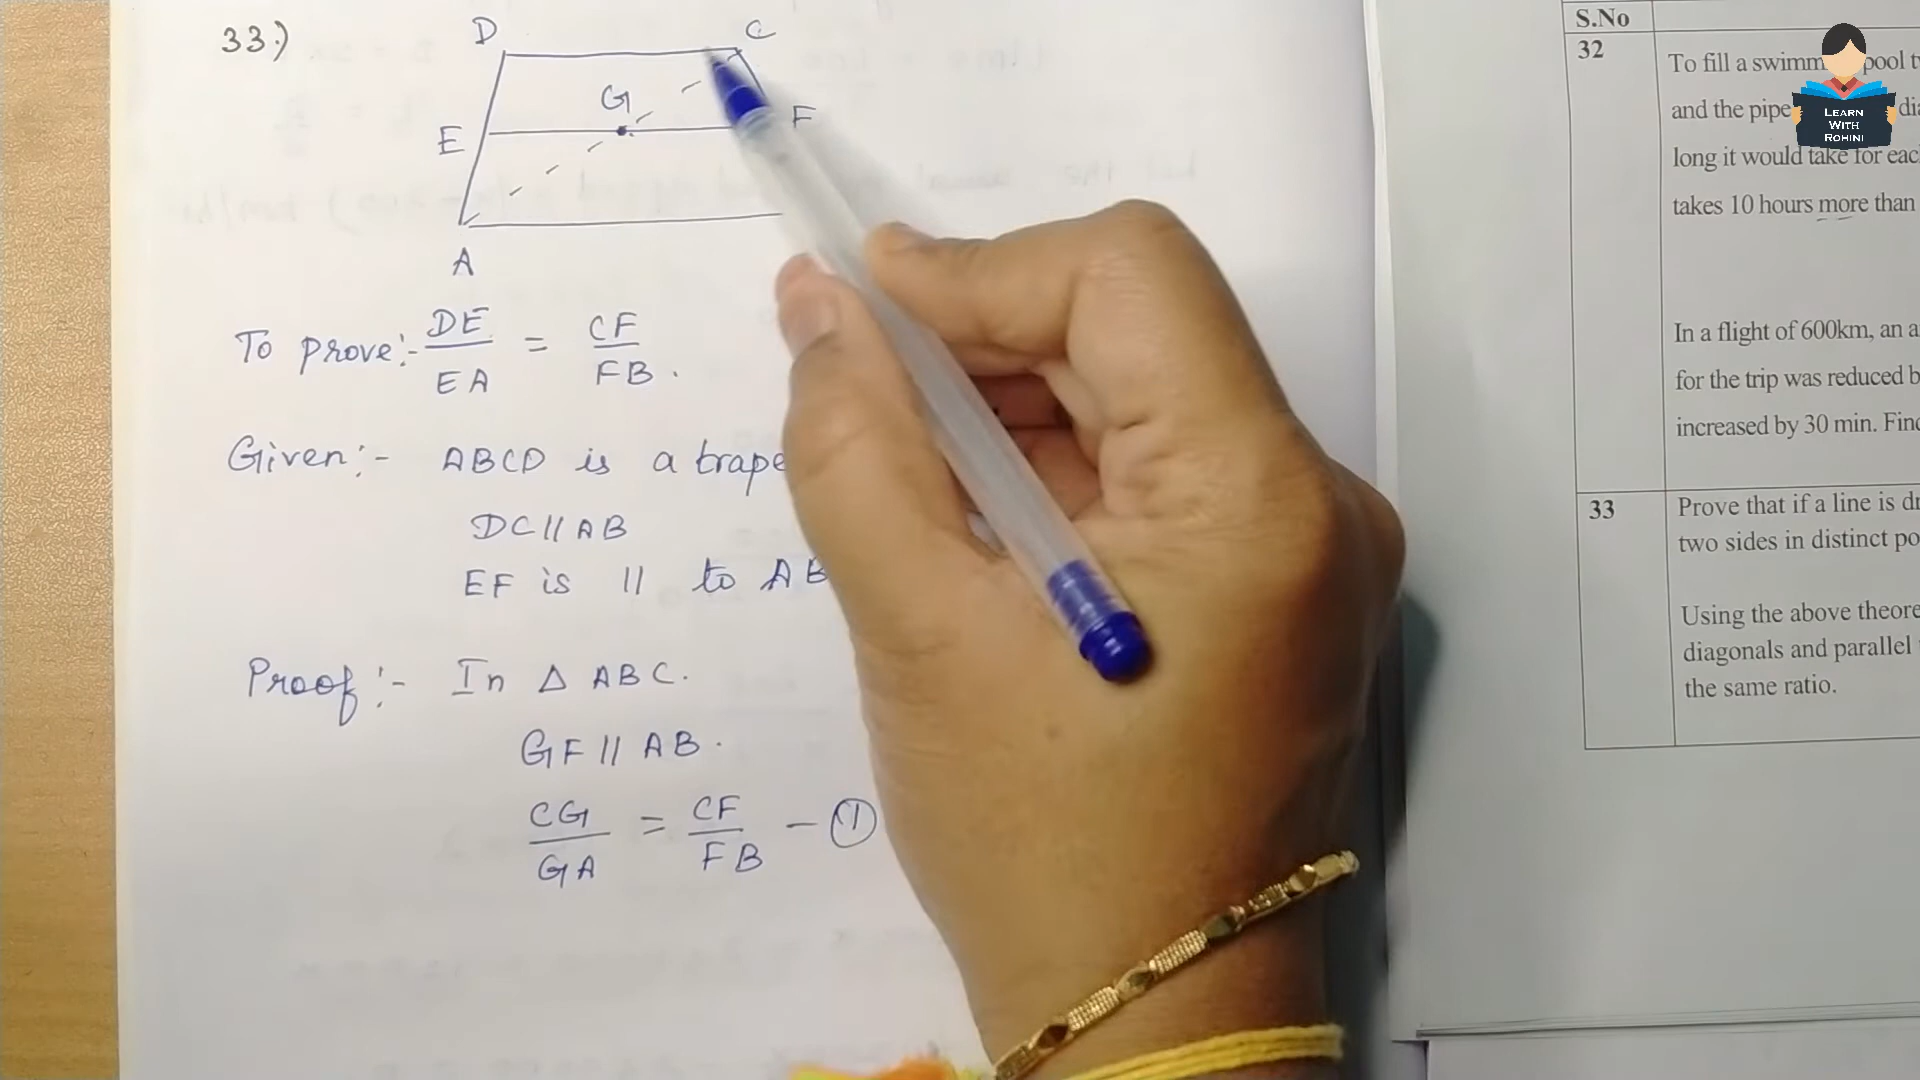 33.)
D
C
G
E
F
A
To prove:- DE/EA = CF/FB.
Given:- ABCD is a trape
DC // AB
EF is // to AB
Proof:- In Δ ABC.
GF // AB.
CG/GA = CF/FB — ①
S.No
32
To fill a swimm pool
and the pipe
long it would take for eac
takes 10 hours more than
In a flight of 600km, an a
for the trip was reduced b
increased by 30 min. Fin
33
Prove that if a line is dr
two sides in distinct po
Using the above theore
diagonals and parallel
the same ratio.
LEARN
WITH
ROHINI